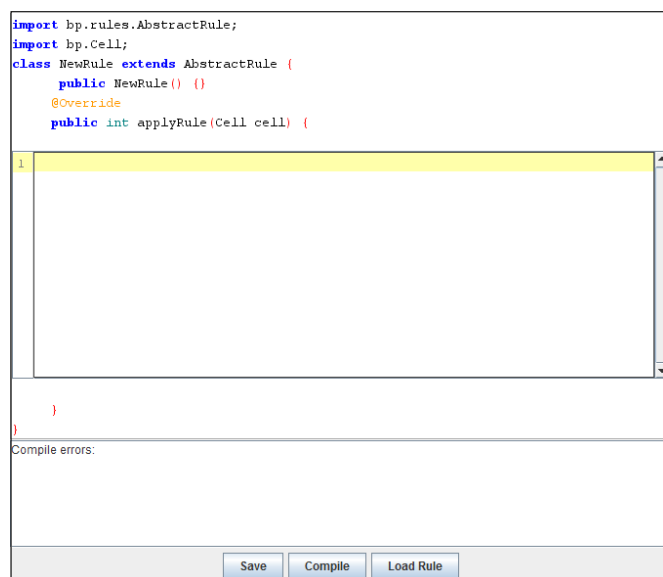 import bp.rules.AbstractRule;
import bp.Cell;
class NewRule extends AbstractRule {
public NewRule() {}
@Override
public int applyRule(Cell cell) {
1
}
}
Compile errors:
Save Compile Load Rule